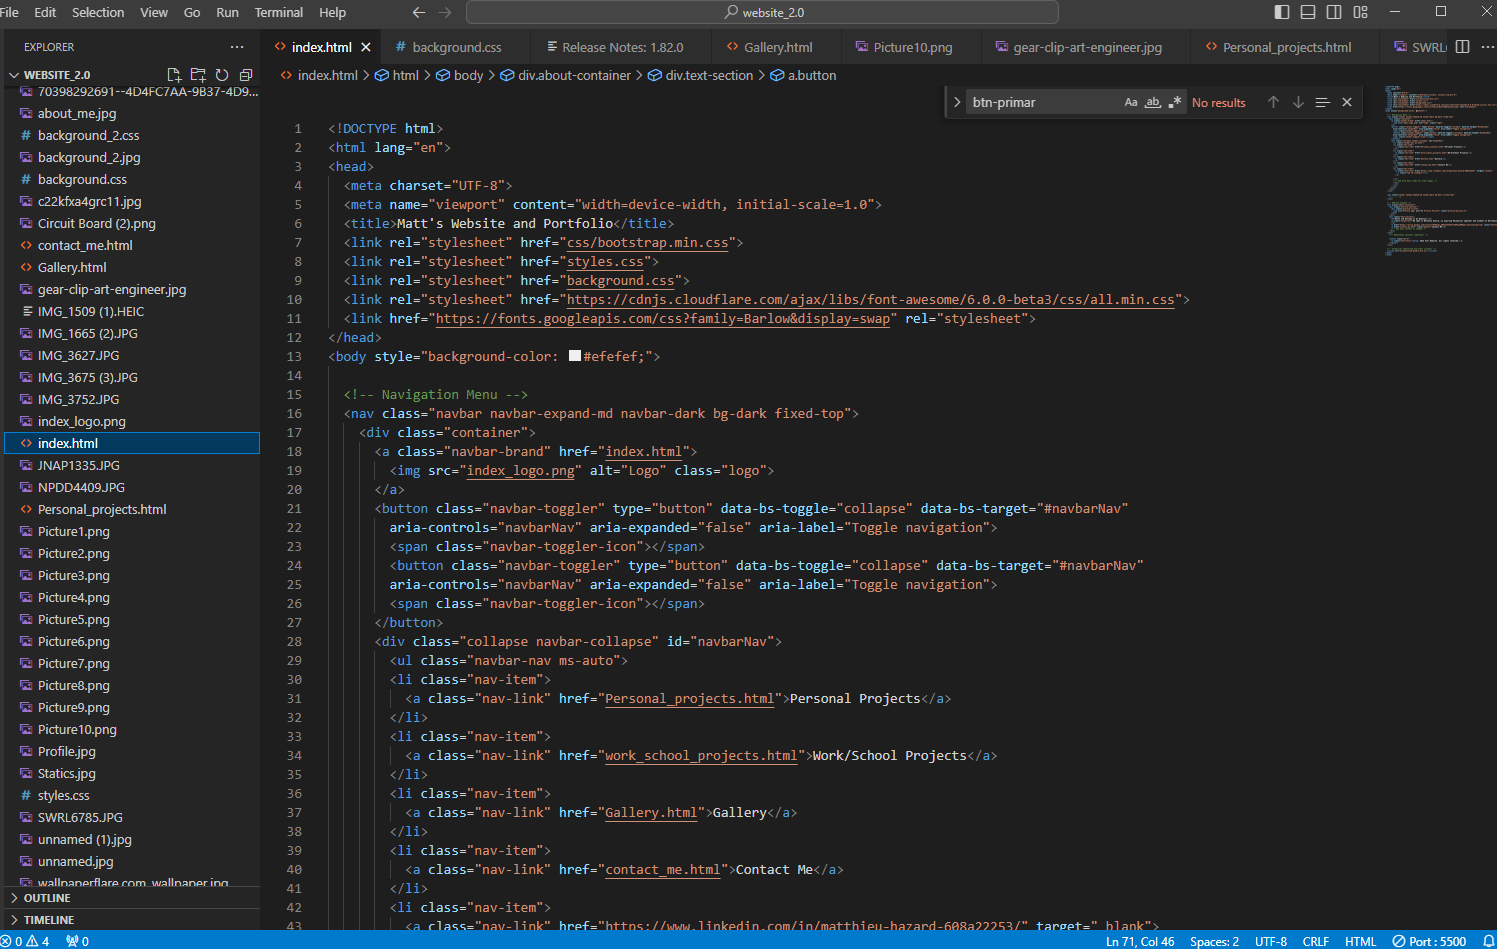 File Edit Selection View Go Run Terminal Help
website_2.0
EXPLORER
WEBSITE_2.0
70398292691--4D4FC7AA-9B37-4D9...
about_me.jpg
background_2.css
background_2.jpg
background.css
c22kfxa4grc11.jpg
Circuit Board (2).png
contact_me.html
Gallery.html
gear-clip-art-engineer.jpg
IMG_1509 (1).HEIC
IMG_1665 (2).JPG
IMG_3627.JPG
IMG_3675 (3).JPG
IMG_3752.JPG
index_logo.png
index.html
JNAP1335.JPG
NPDD4409.JPG
Personal_projects.html
Picture1.png
Picture2.png
Picture3.png
Picture4.png
Picture5.png
Picture6.png
Picture7.png
Picture8.png
Picture9.png
Picture10.png
Profile.jpg
Statics.jpg
styles.css
SWRL6785.JPG
unnamed (1).jpg
unnamed.jpg
wallpaperflare.com_wallpaper.jpg
OUTLINE
TIMELINE
index.html background.css Release Notes: 1.82.0 Gallery.html Picture10.png gear-clip-art-engineer.jpg Personal_projects.html SWRL
index.html > html > body > div.about-container > div.text-section > a.button
btn-primar Aa ab .* No results
1 <!DOCTYPE html>
2 <html lang="en">
3 <head>
4 <meta charset="UTF-8">
5 <meta name="viewport" content="width=device-width, initial-scale=1.0">
6 <title>Matt's Website and Portfolio</title>
7 <link rel="stylesheet" href="css/bootstrap.min.css">
8 <link rel="stylesheet" href="styles.css">
9 <link rel="stylesheet" href="background.css">
10 <link rel="stylesheet" href="https://cdnjs.cloudflare.com/ajax/libs/font-awesome/6.0.0-beta3/css/all.min.css">
11 <link href="https://fonts.googleapis.com/css?family=Barlow&display=swap" rel="stylesheet">
12 </head>
13 <body style="background-color: #efefef;">
14
15 <!-- Navigation Menu -->
16 <nav class="navbar navbar-expand-md navbar-dark bg-dark fixed-top">
17 <div class="container">
18 <a class="navbar-brand" href="index.html">
19 <img src="index_logo.png" alt="Logo" class="logo">
20 </a>
21 <button class="navbar-toggler" type="button" data-bs-toggle="collapse" data-bs-target="#navbarNav"
22 aria-controls="navbarNav" aria-expanded="false" aria-label="Toggle navigation">
23 <span class="navbar-toggler-icon"></span>
24 <button class="navbar-toggler" type="button" data-bs-toggle="collapse" data-bs-target="#navbarNav"
25 aria-controls="navbarNav" aria-expanded="false" aria-label="Toggle navigation">
26 <span class="navbar-toggler-icon"></span>
27 </button>
28 <div class="collapse navbar-collapse" id="navbarNav">
29 <ul class="navbar-nav ms-auto">
30 <li class="nav-item">
31 <a class="nav-link" href="Personal_projects.html">Personal Projects</a>
32 </li>
33 <li class="nav-item">
34 <a class="nav-link" href="work_school_projects.html">Work/School Projects</a>
35 </li>
36 <li class="nav-item">
37 <a class="nav-link" href="Gallery.html">Gallery</a>
38 </li>
39 <li class="nav-item">
40 <a class="nav-link" href="contact_me.html">Contact Me</a>
41 </li>
42 <li class="nav-item">
43 <a class="nav-link" href="https://www.linkedin.com/in/matthieu-hazard-608a22253/" target="_blank">
0 4 0 Ln 71, Col 46 Spaces: 2 UTF-8 CRLF HTML Port : 5500